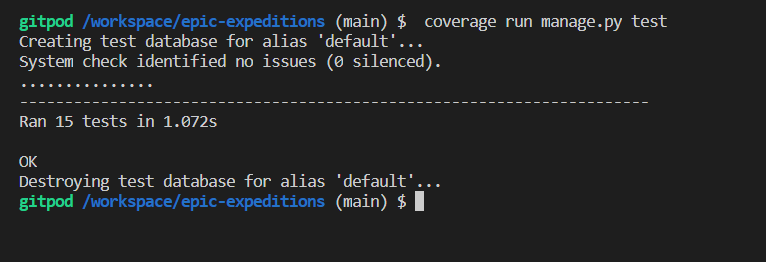 gitpod /workspace/epic-expeditions (main) $  coverage run manage.py test
Creating test database for alias 'default'...
System check identified no issues (0 silenced).
...............
----------------------------------------------------------------------
Ran 15 tests in 1.072s

OK
Destroying test database for alias 'default'...
gitpod /workspace/epic-expeditions (main) $